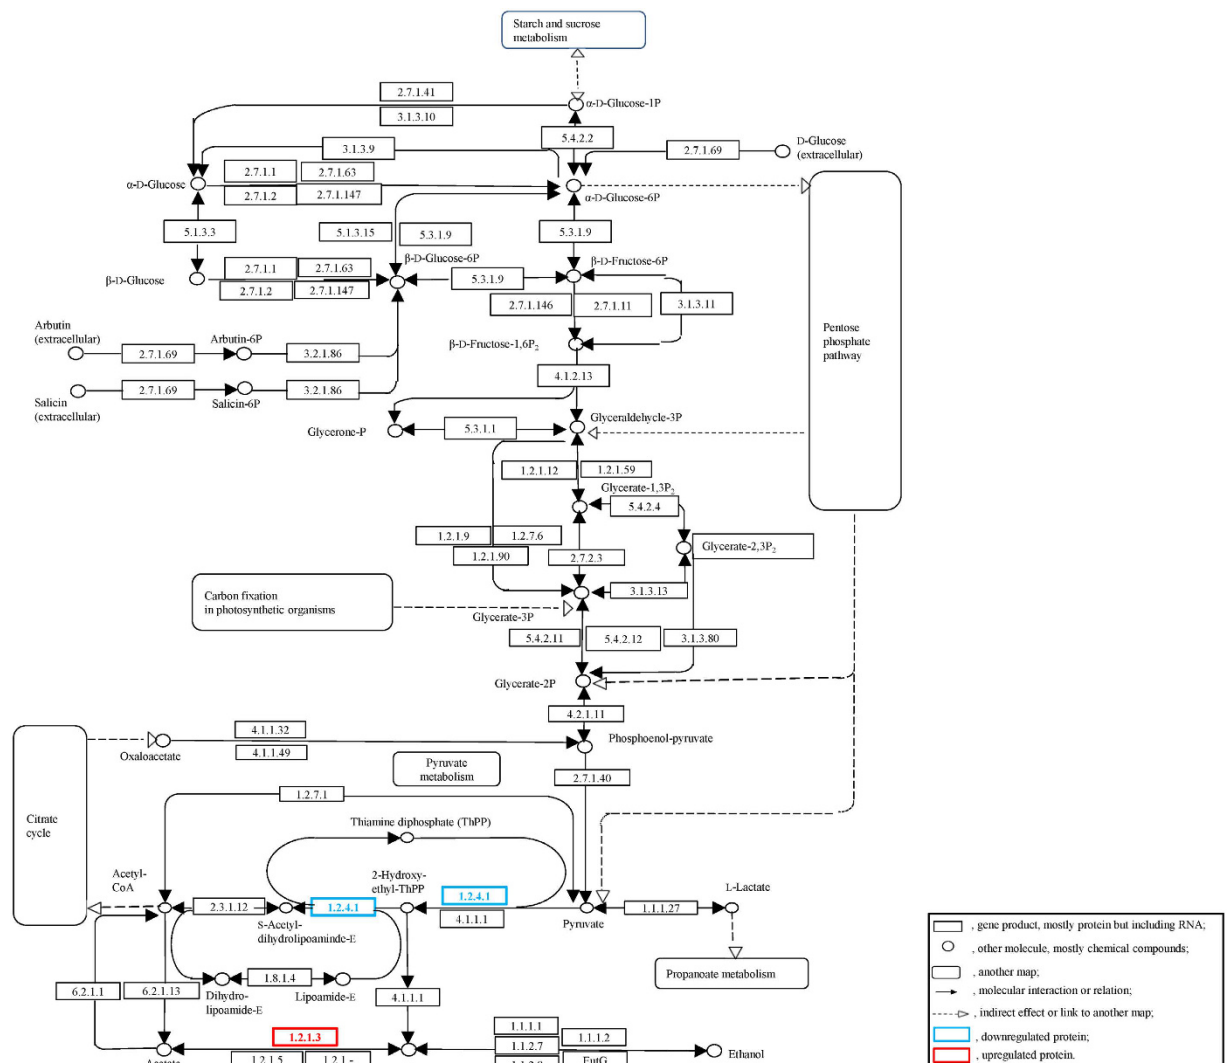 Starch and sucrose
metabolism
2.7.1.41
α-D-Glucose-1P
3.1.3.10
5.4.2.2
D-Glucose
(extracellular)
3.1.3.9
2.7.1.69
2.7.1.1
2.7.1.63
α-D-Glucose
2.7.1.2
2.7.1.147
α-D-Glucose-6P
5.1.3.3
5.1.3.15
5.3.1.9
5.3.1.9
β-D-Glucose-6P
β-D-Fructose-6P
2.7.1.1
2.7.1.63
β-D-Glucose
5.3.1.9
2.7.1.2
2.7.1.147
2.7.1.146
2.7.1.11
3.1.3.11
Arbutin
(extracellular)
Arbutin-6P
β-D-Fructose-1,6P2
Pentose
phosphate
pathway
2.7.1.69
3.2.1.86
4.1.2.13
2.7.1.69
3.2.1.86
Salicin
(extracellular)
Salicin-6P
Glycerone-P
5.3.1.1
Glyceraldehycle-3P
1.2.1.12
1.2.1.59
Glycerate-1,3P2
5.4.2.4
1.2.1.9
1.2.7.6
1.2.1.90
2.7.2.3
Glycerate-2,3P2
3.1.3.13
Carbon fixation
in photosynthetic organisms
Glycerate-3P
5.4.2.11
5.4.2.12
3.1.3.80
Glycerate-2P
4.2.1.11
4.1.1.32
Oxaloacetate
4.1.1.49
Phosphoenol-pyruvate
Pyruvate
metabolism
2.7.1.40
1.2.7.1
Citrate
cycle
Thiamine diphosphate (ThPP)
Acetyl-
CoA
2-Hydroxy-
ethyl-ThPP
1.2.4.1
L-Lactate
2.3.1.12
1.2.4.1
4.1.1.1
1.1.1.27
S-Acetyl-
dihydrolipoaminde-E
Pyruvate
1.8.1.4
Propanoate metabolism
6.2.1.1
6.2.1.13
Dihydro-
lipoamide-E
Lipoamide-E
4.1.1.1
1.2.1.3
1.1.1.1
1.1.1.2
1.1.2.7
Ethanol
Acetate
1.2.1.5
1.2.1.-
1.1.2.8
EutG
, gene product, mostly protein but including RNA;
, other molecule, mostly chemical compounds;
, another map;
, molecular interaction or relation;
, indirect effect or link to another map;
, downregulated protein;
, upregulated protein.